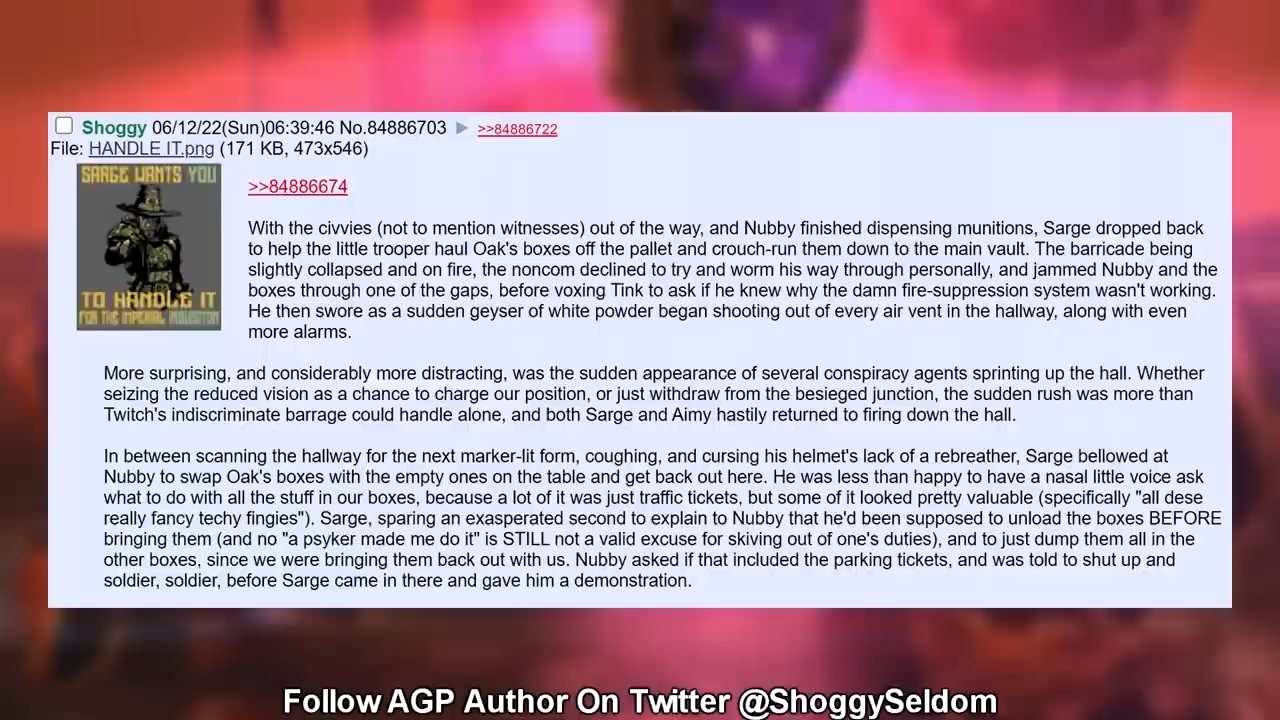 Shoggy 06/12/22(Sun)06:39:46 No.84886703 ▶ >>84886722
File: HANDLE IT.png (171 KB, 473x546)
SARGE WANTS YOU
TO HANDLE IT
FOR THE IMPERIAL INQUISITION
>>84886674
With the civvies (not to mention witnesses) out of the way, and Nubby finished dispensing munitions, Sarge dropped back
to help the little trooper haul Oak's boxes off the pallet and crouch-run them down to the main vault. The barricade being
slightly collapsed and on fire, the noncom declined to try and worm his way through personally, and jammed Nubby and the
boxes through one of the gaps, before voxing Tink to ask if he knew why the damn fire-suppression system wasn't working.
He then swore as a sudden geyser of white powder began shooting out of every air vent in the hallway, along with even
more alarms.
More surprising, and considerably more distracting, was the sudden appearance of several conspiracy agents sprinting up the hall. Whether
seizing the reduced vision as a chance to charge our position, or just withdraw from the besieged junction, the sudden rush was more than
Twitch's indiscriminate barrage could handle alone, and both Sarge and Aimy hastily returned to firing down the hall.
In between scanning the hallway for the next marker-lit form, coughing, and cursing his helmet's lack of a rebreather, Sarge bellowed at
Nubby to swap Oak's boxes with the empty ones on the table and get back out here. He was less than happy to have a nasal little voice ask
what to do with all the stuff in our boxes, because a lot of it was just traffic tickets, but some of it looked pretty valuable (specifically "all dese
really fancy techy fingies"). Sarge, sparing an exasperated second to explain to Nubby that he'd been supposed to unload the boxes BEFORE
bringing them (and no "a psyker made me do it" is STILL not a valid excuse for skiving out of one's duties), and to just dump them all in the
other boxes, since we were bringing them back out with us. Nubby asked if that included the parking tickets, and was told to shut up and
soldier, soldier, before Sarge came in there and gave him a demonstration.
Follow AGP Author On Twitter @ShoggySeldom